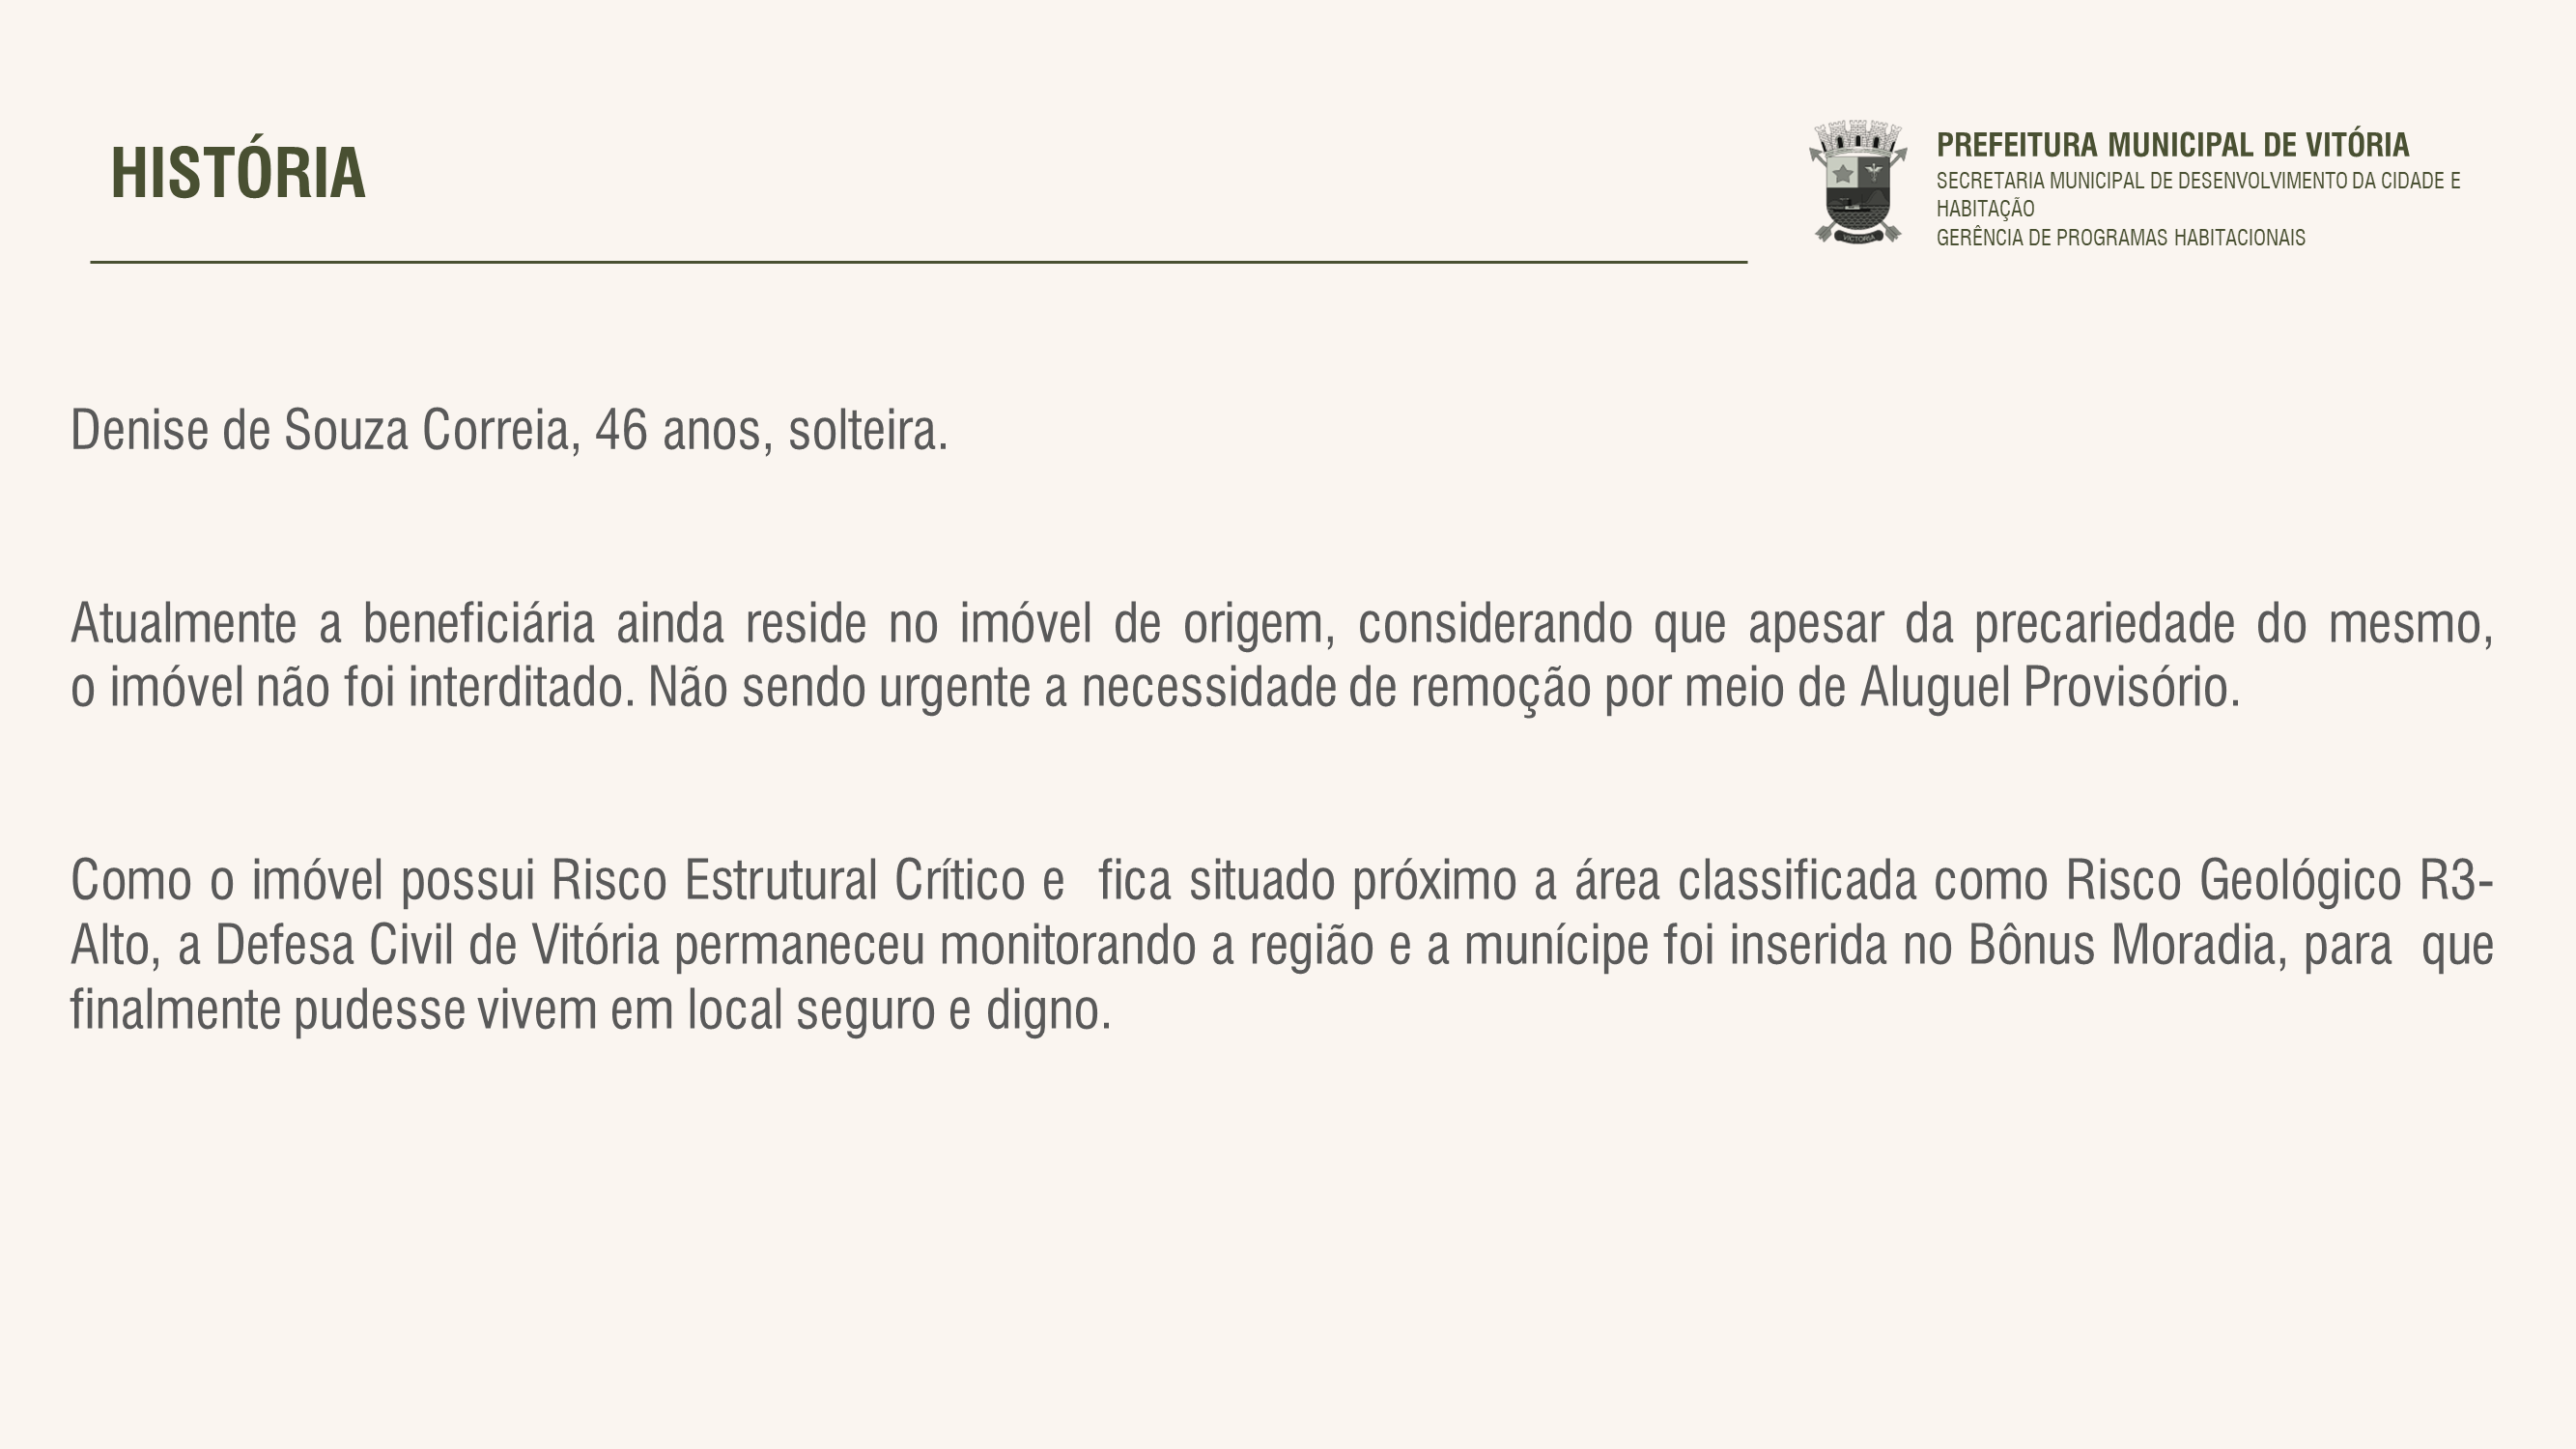 HISTÓRIA
PREFEITURA MUNICIPAL DE VITÓRIA
SECRETARIA MUNICIPAL DE DESENVOLVIMENTO DA CIDADE E
HABITAÇÃO
GERÊNCIA DE PROGRAMAS HABITACIONAIS
VICTORIA
Denise de Souza Correia, 46 anos, solteira.
Atualmente a beneficiária ainda reside no imóvel de origem, considerando que apesar da precariedade do mesmo,
o imóvel não foi interditado. Não sendo urgente a necessidade de remoção por meio de Aluguel Provisório.
Como o imóvel possui Risco Estrutural Crítico e  fica situado próximo a área classificada como Risco Geológico R3-
Alto, a Defesa Civil de Vitória permaneceu monitorando a região e a munícipe foi inserida no Bônus Moradia, para  que
finalmente pudesse vivem em local seguro e digno.